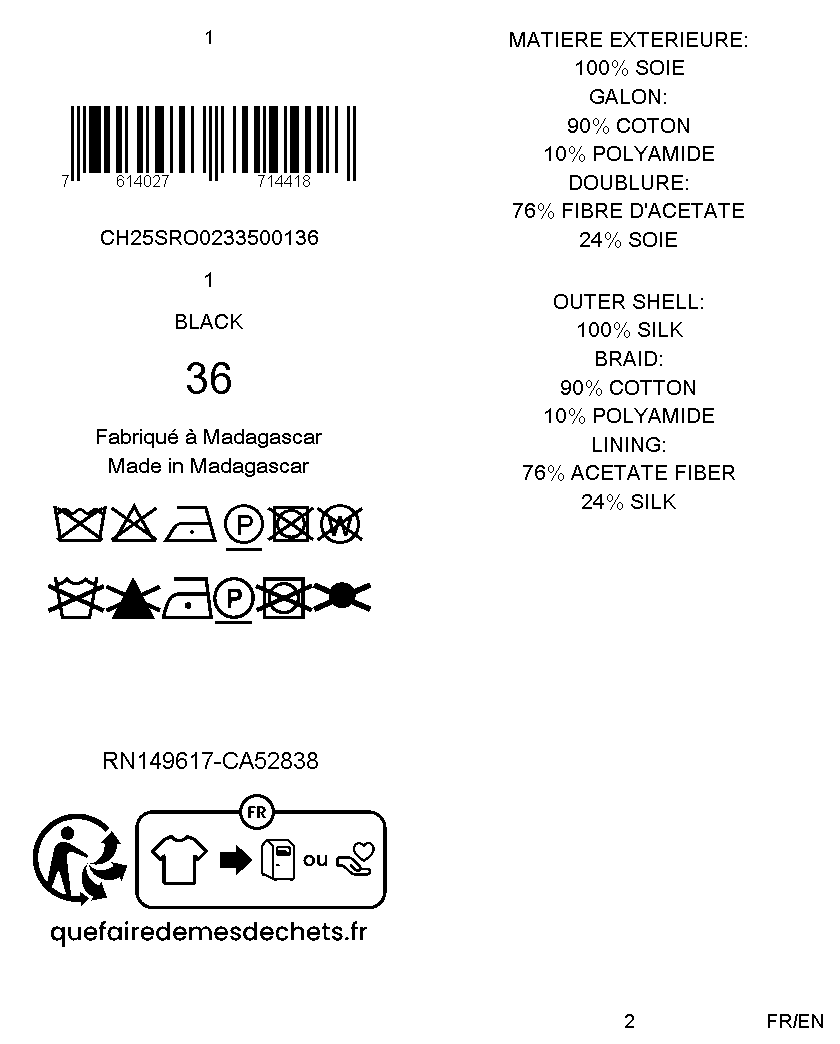 1
7 614027 714418
CH25SRO0233500136
1
BLACK
36
Fabriqué à Madagascar
Made in Madagascar
P W
P
RN149617-CA52838
FR
ou
quefairedemesdechets.fr
MATIERE EXTERIEURE:
100% SOIE
GALON:
90% COTON
10% POLYAMIDE
DOUBLURE:
76% FIBRE D'ACETATE
24% SOIE
OUTER SHELL:
100% SILK
BRAID:
90% COTTON
10% POLYAMIDE
LINING:
76% ACETATE FIBER
24% SILK
2
FR/EN